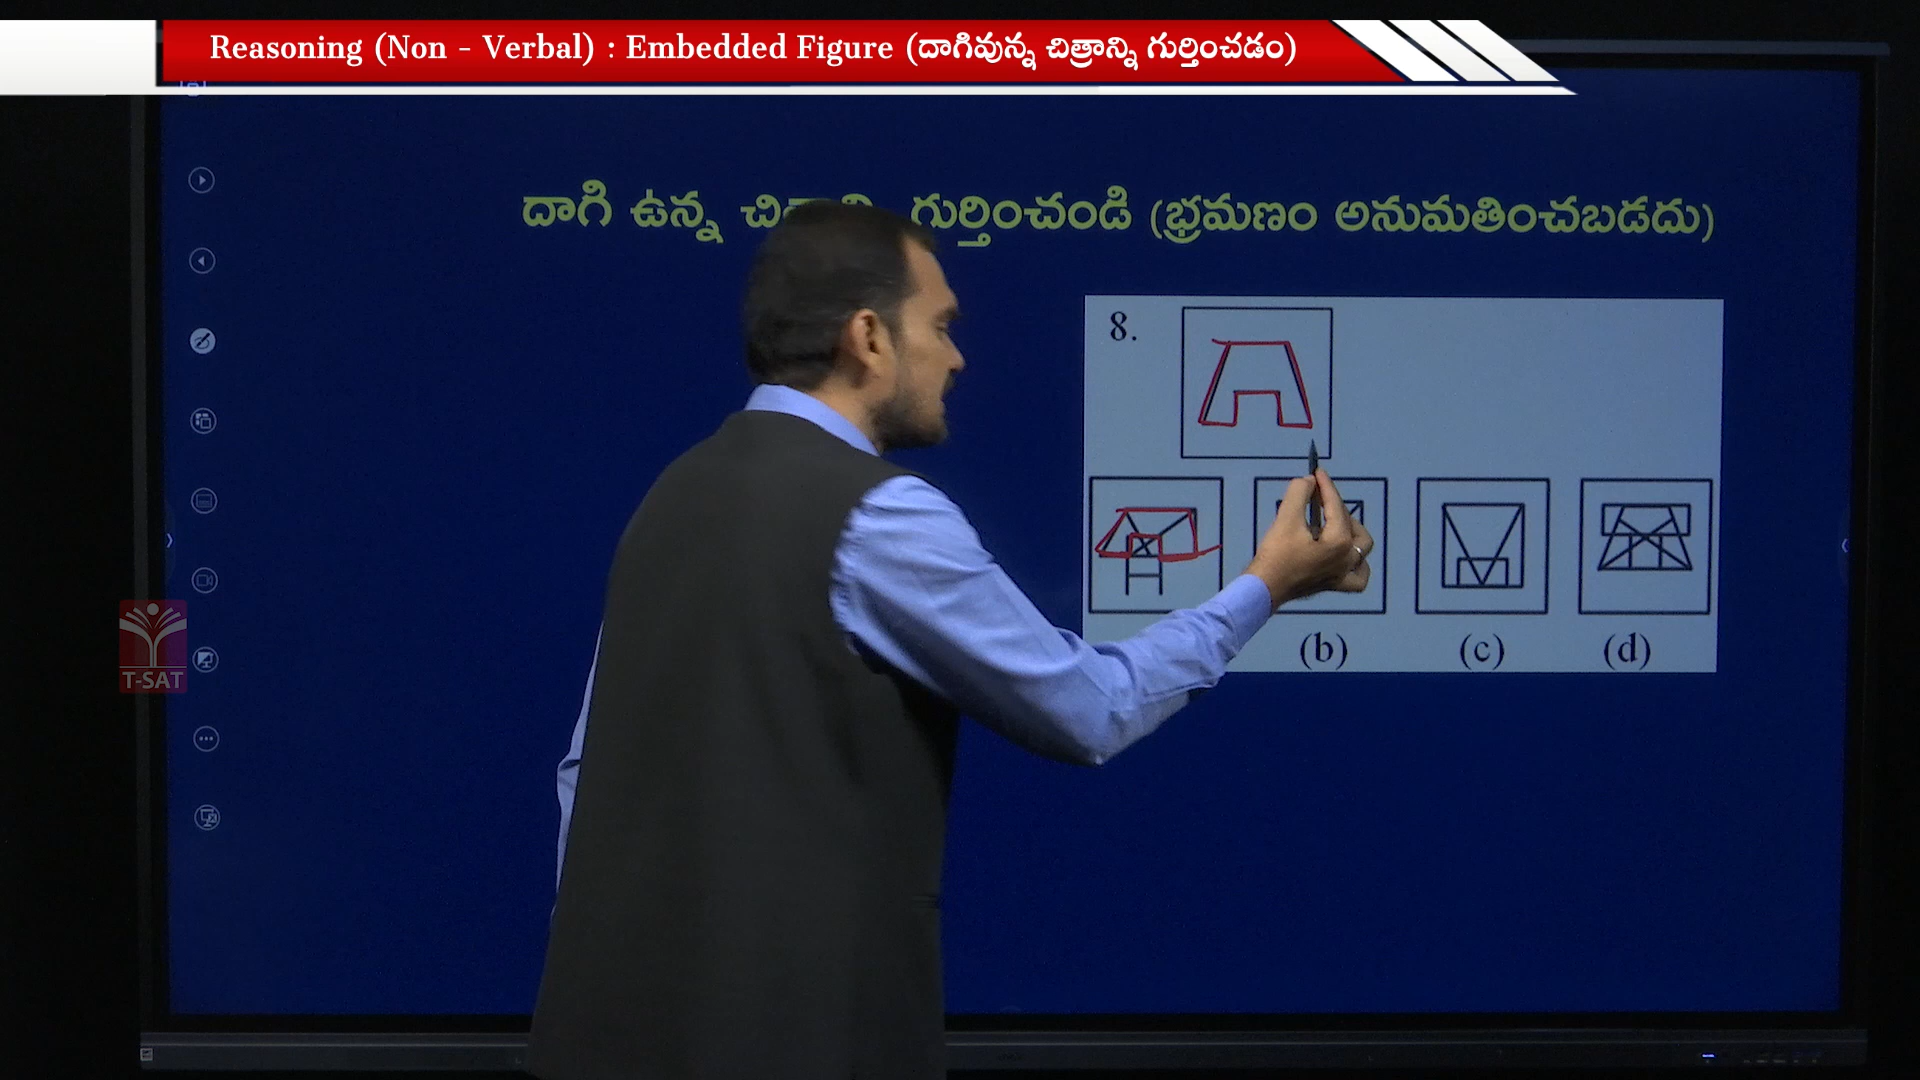 Reasoning (Non - Verbal) : Embedded Figure (దాగివున్న చిత్రాన్ని గుర్తించడం)
దాగి ఉన్న గుర్తించండి (భ్రమణం అనుమతించబడదు)
8.
(b) (c) (d)
T-SAT